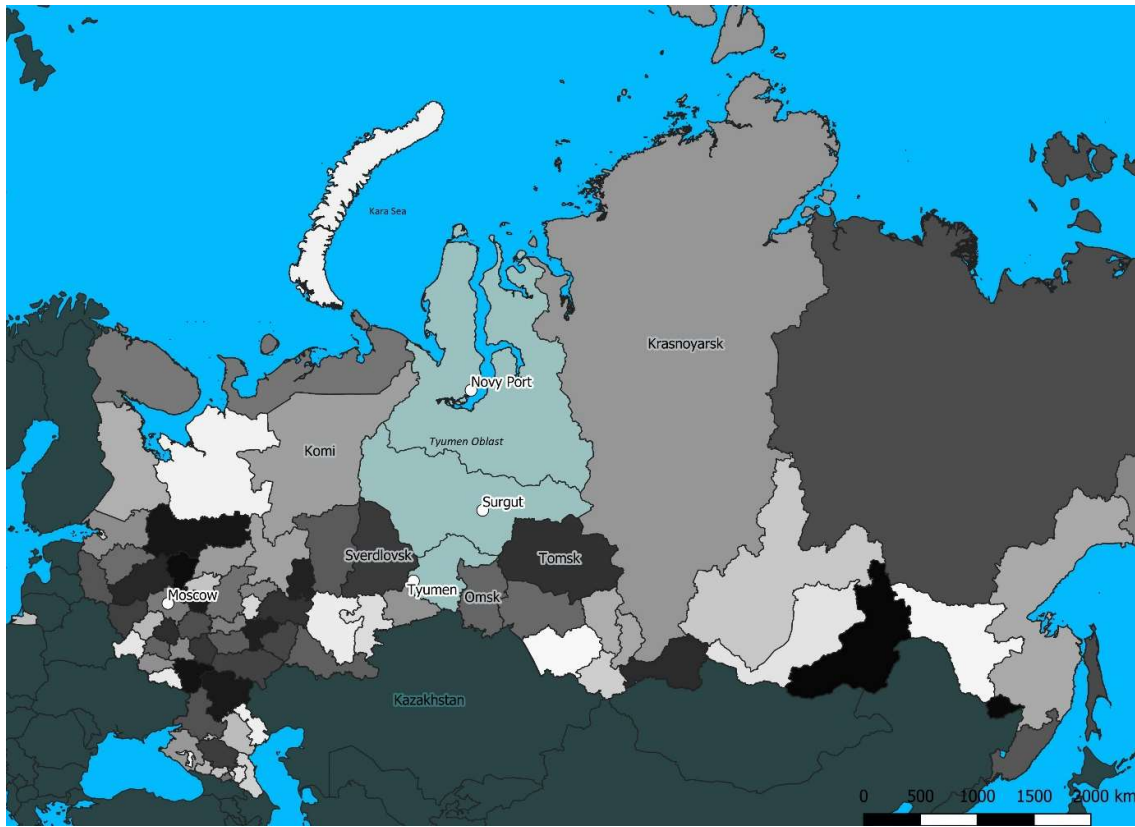 Kara Sea
Krasnoyarsk
Novy Port
Tyumen Oblast
Komi
Surgut
Sverdlovsk
Tomsk
Tyumen
Omsk
Moscow
Kazakhstan
0 500 1000 1500 2000 km